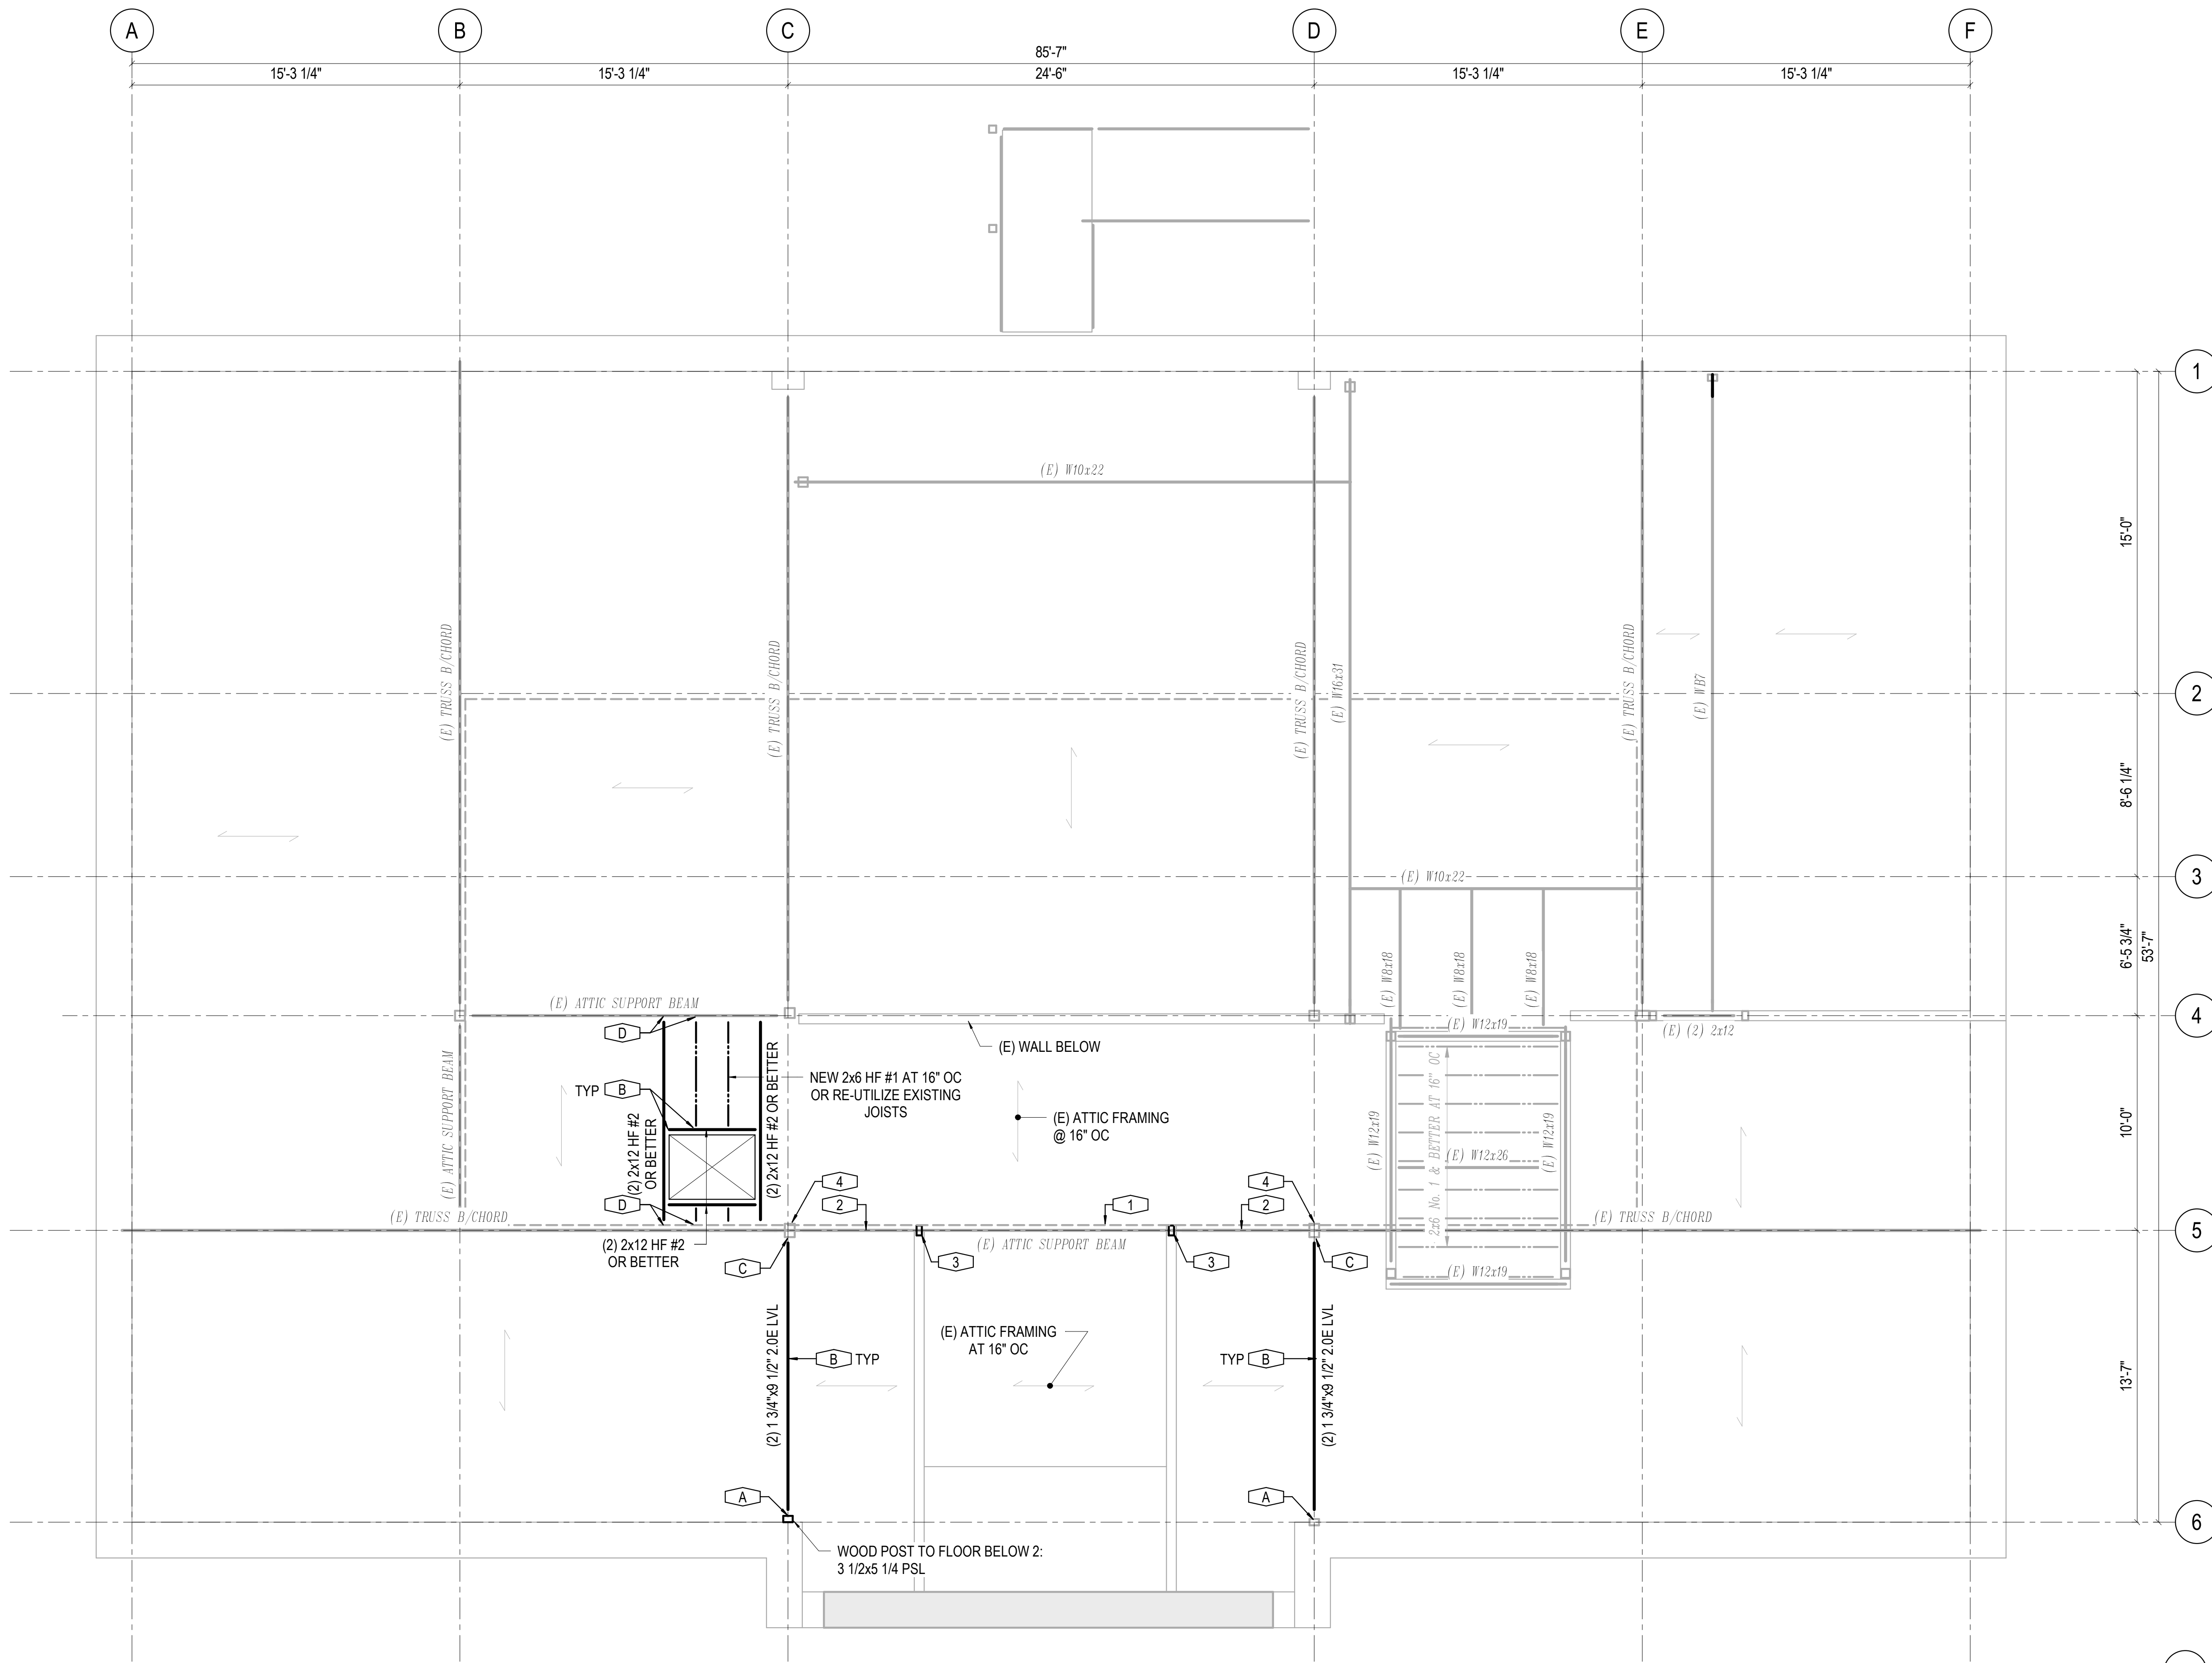 A
B
C
D
E
F
85'-7"
15'-3 1/4"
15'-3 1/4"
24'-6"
15'-3 1/4"
15'-3 1/4"
1
(E) W10x22
15'-0"
(E) TRUSS B/CHORD
(E) TRUSS B/CHORD
(E) TRUSS B/CHORD
(E) W16x31
(E) TRUSS B/CHORD
(E) WB7
2
8'-6 1/4"
(E) W10x22
3
6'-5 3/4"
53'-7"
(E) W8x18
(E) W8x18
(E) W8x18
(E) ATTIC SUPPORT BEAM
4
D
(E) WALL BELOW
(E) W12x19
(E) (2) 2x12
(E) ATTIC SUPPORT BEAM
TYP
B
NEW 2x6 HF #1 AT 16" OC
OR RE-UTILIZE EXISTING
JOISTS
(E) ATTIC FRAMING
@ 16" OC
(2) 2x12 HF #2
OR BETTER
(2) 2x12 HF #2 OR BETTER
(E) W12x19
2x6 No. 1 & BETTER AT 16" OC
(E) W12x26
(E) W12x19
10'-0"
D
4
2
1
4
2
(E) TRUSS B/CHORD
(E) TRUSS B/CHORD
5
(2) 2x12 HF #2
OR BETTER
(E) ATTIC SUPPORT BEAM
C
3
3
C
(E) W12x19
(2) 1 3/4"x9 1/2" 2.0E LVL
B
TYP
(E) ATTIC FRAMING
AT 16" OC
TYP
B
(2) 1 3/4"x9 1/2" 2.0E LVL
13'-7"
A
A
6
WOOD POST TO FLOOR BELOW 2:
3 1/2x5 1/4 PSL